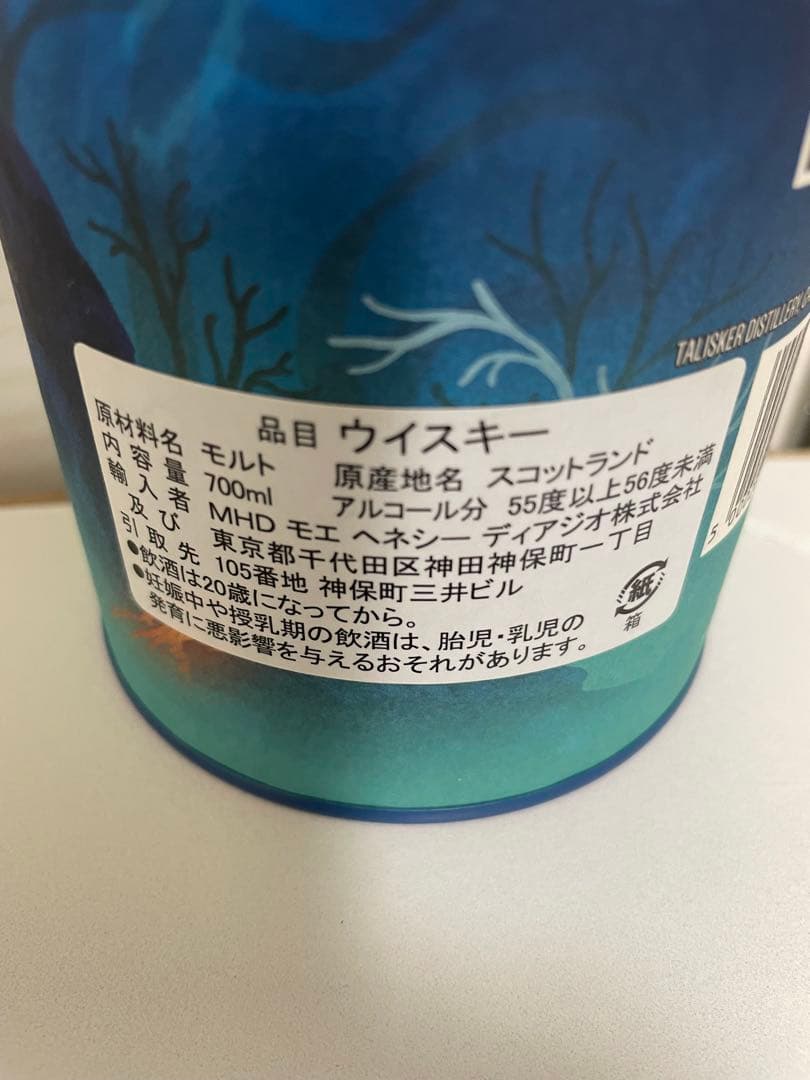 TALISKER DISTILLERY, C
品目 ウイスキー
原材料名 モルト 原産地名 スコットランド
内容量 700ml アルコール分 55度以上56度未満
輸入者 MHD モエ ヘネシー ディアジオ株式会社
及び 東京都千代田区神田神保町一丁目
引取先 105番地 神保町三井ビル
●飲酒は20歳になってから。
●妊娠中や授乳期の飲酒は、胎児・乳児の
発育に悪影響を与えるおそれがあります。
紙
箱